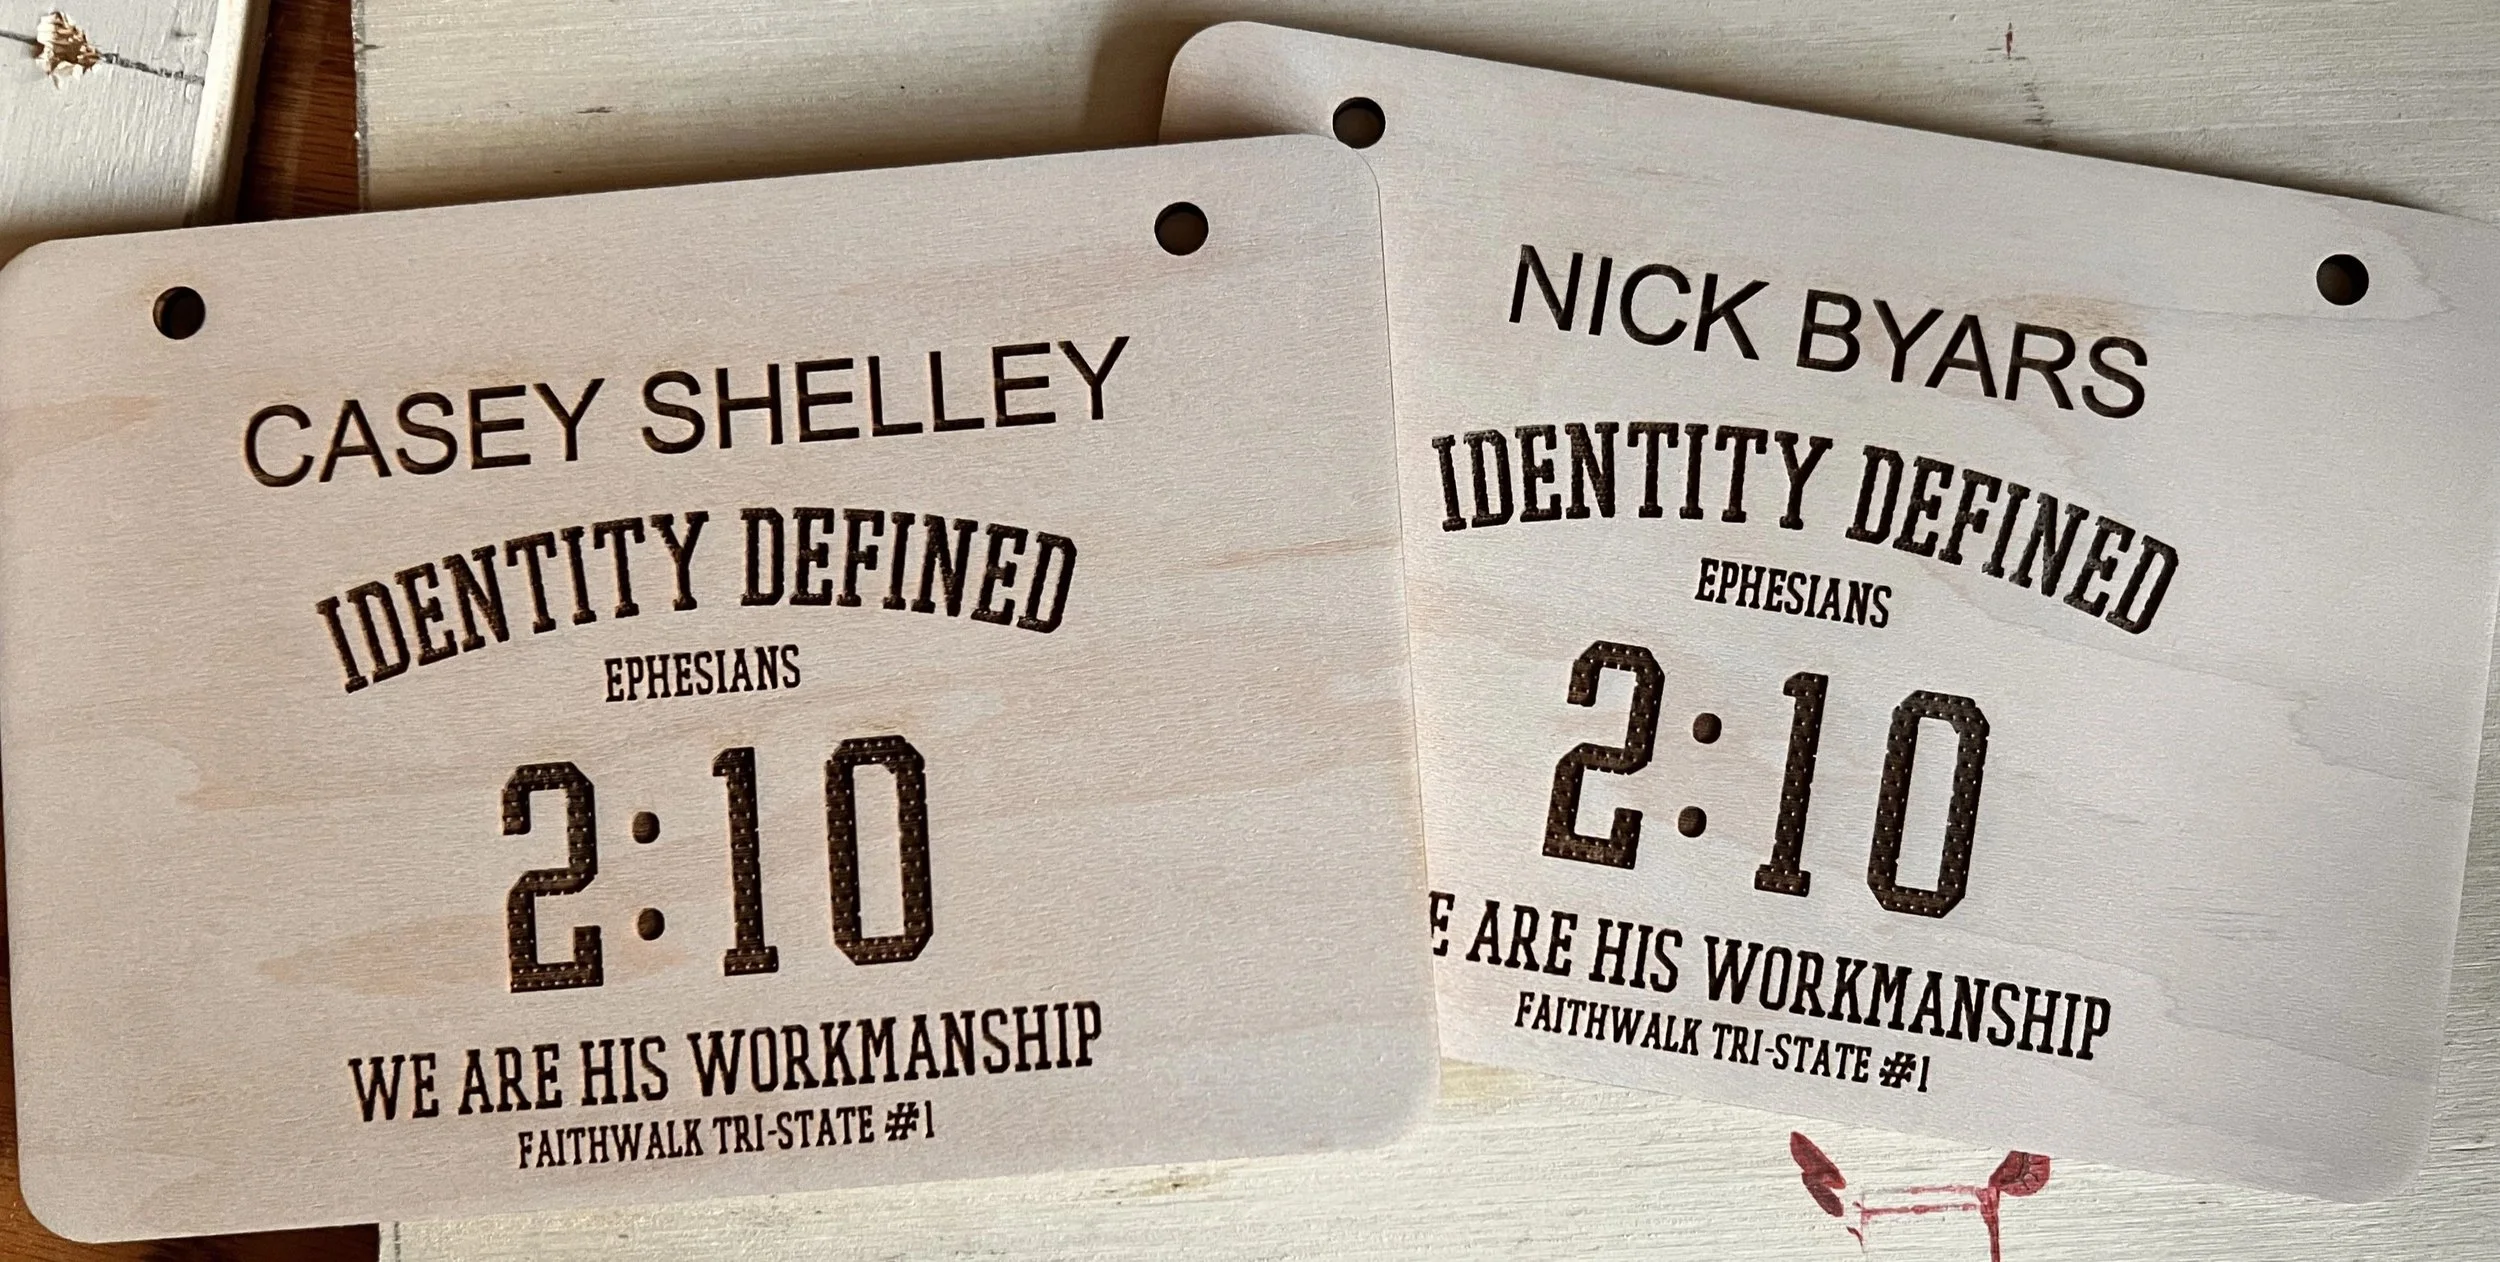 CASEY SHELLEY
IDENTITY DEFINED
EPHESIANS
2:10
WE ARE HIS WORKMANSHIP
FAITHWALK TRI-STATE #1
NICK BYARS
IDENTITY DEFINED
EPHESIANS
2:10
E ARE HIS WORKMANSHIP
FAITHWALK TRI-STATE #1